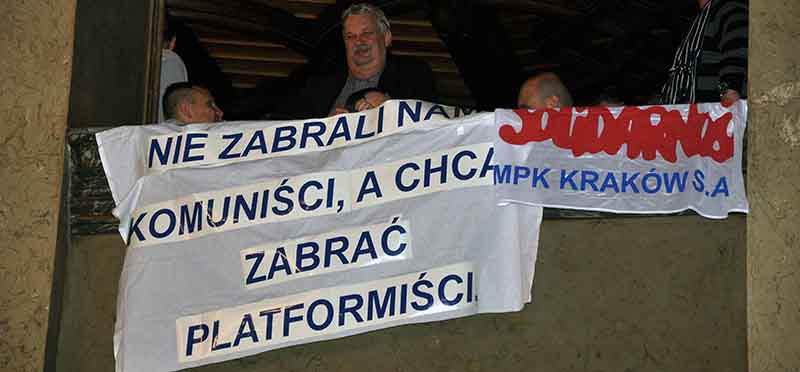 NIE ZABRALI NAM
KOMUNIŚCI, A CHCĄ
ZABRAĆ
PLATFORMIŚCI.
SOLIDARNOŚĆ
MPK KRAKÓW S.A